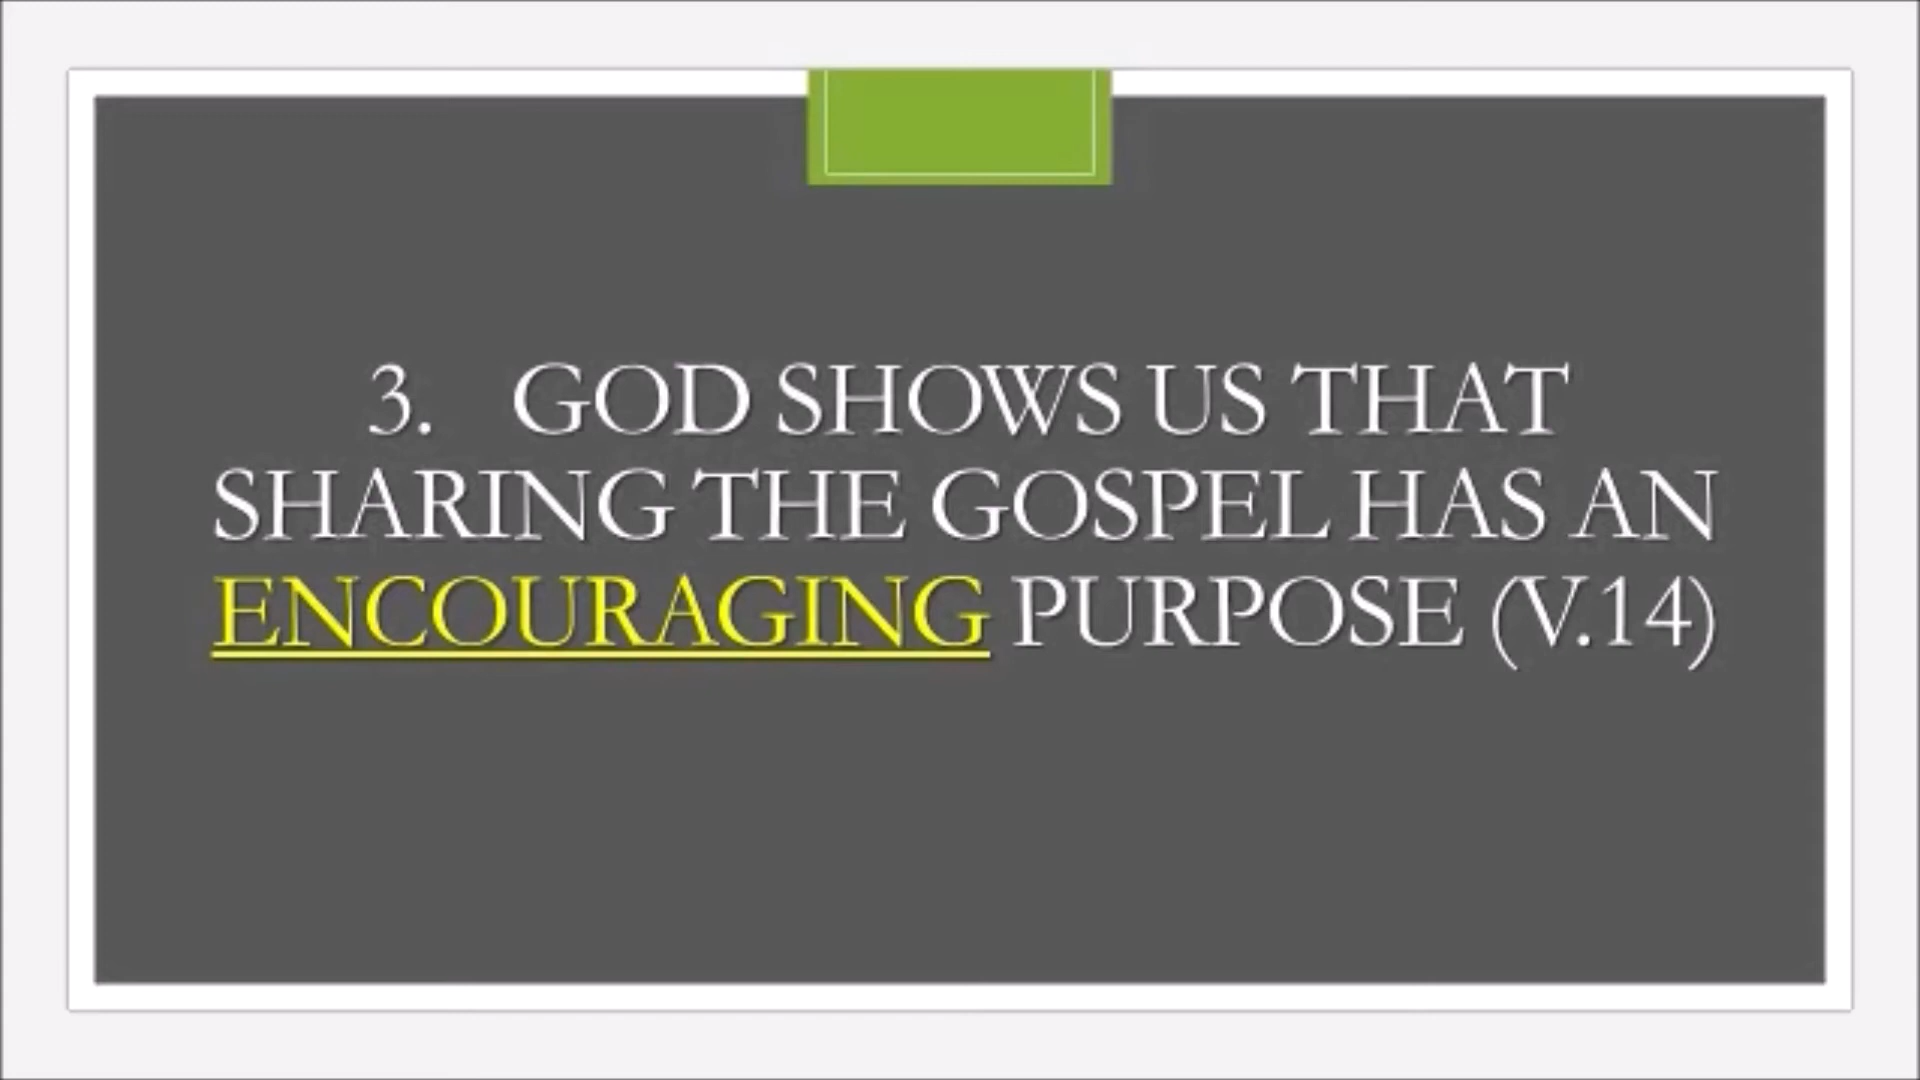 3. GOD SHOWS US THAT
SHARING THE GOSPEL HAS AN
ENCOURAGING PURPOSE (V.14)